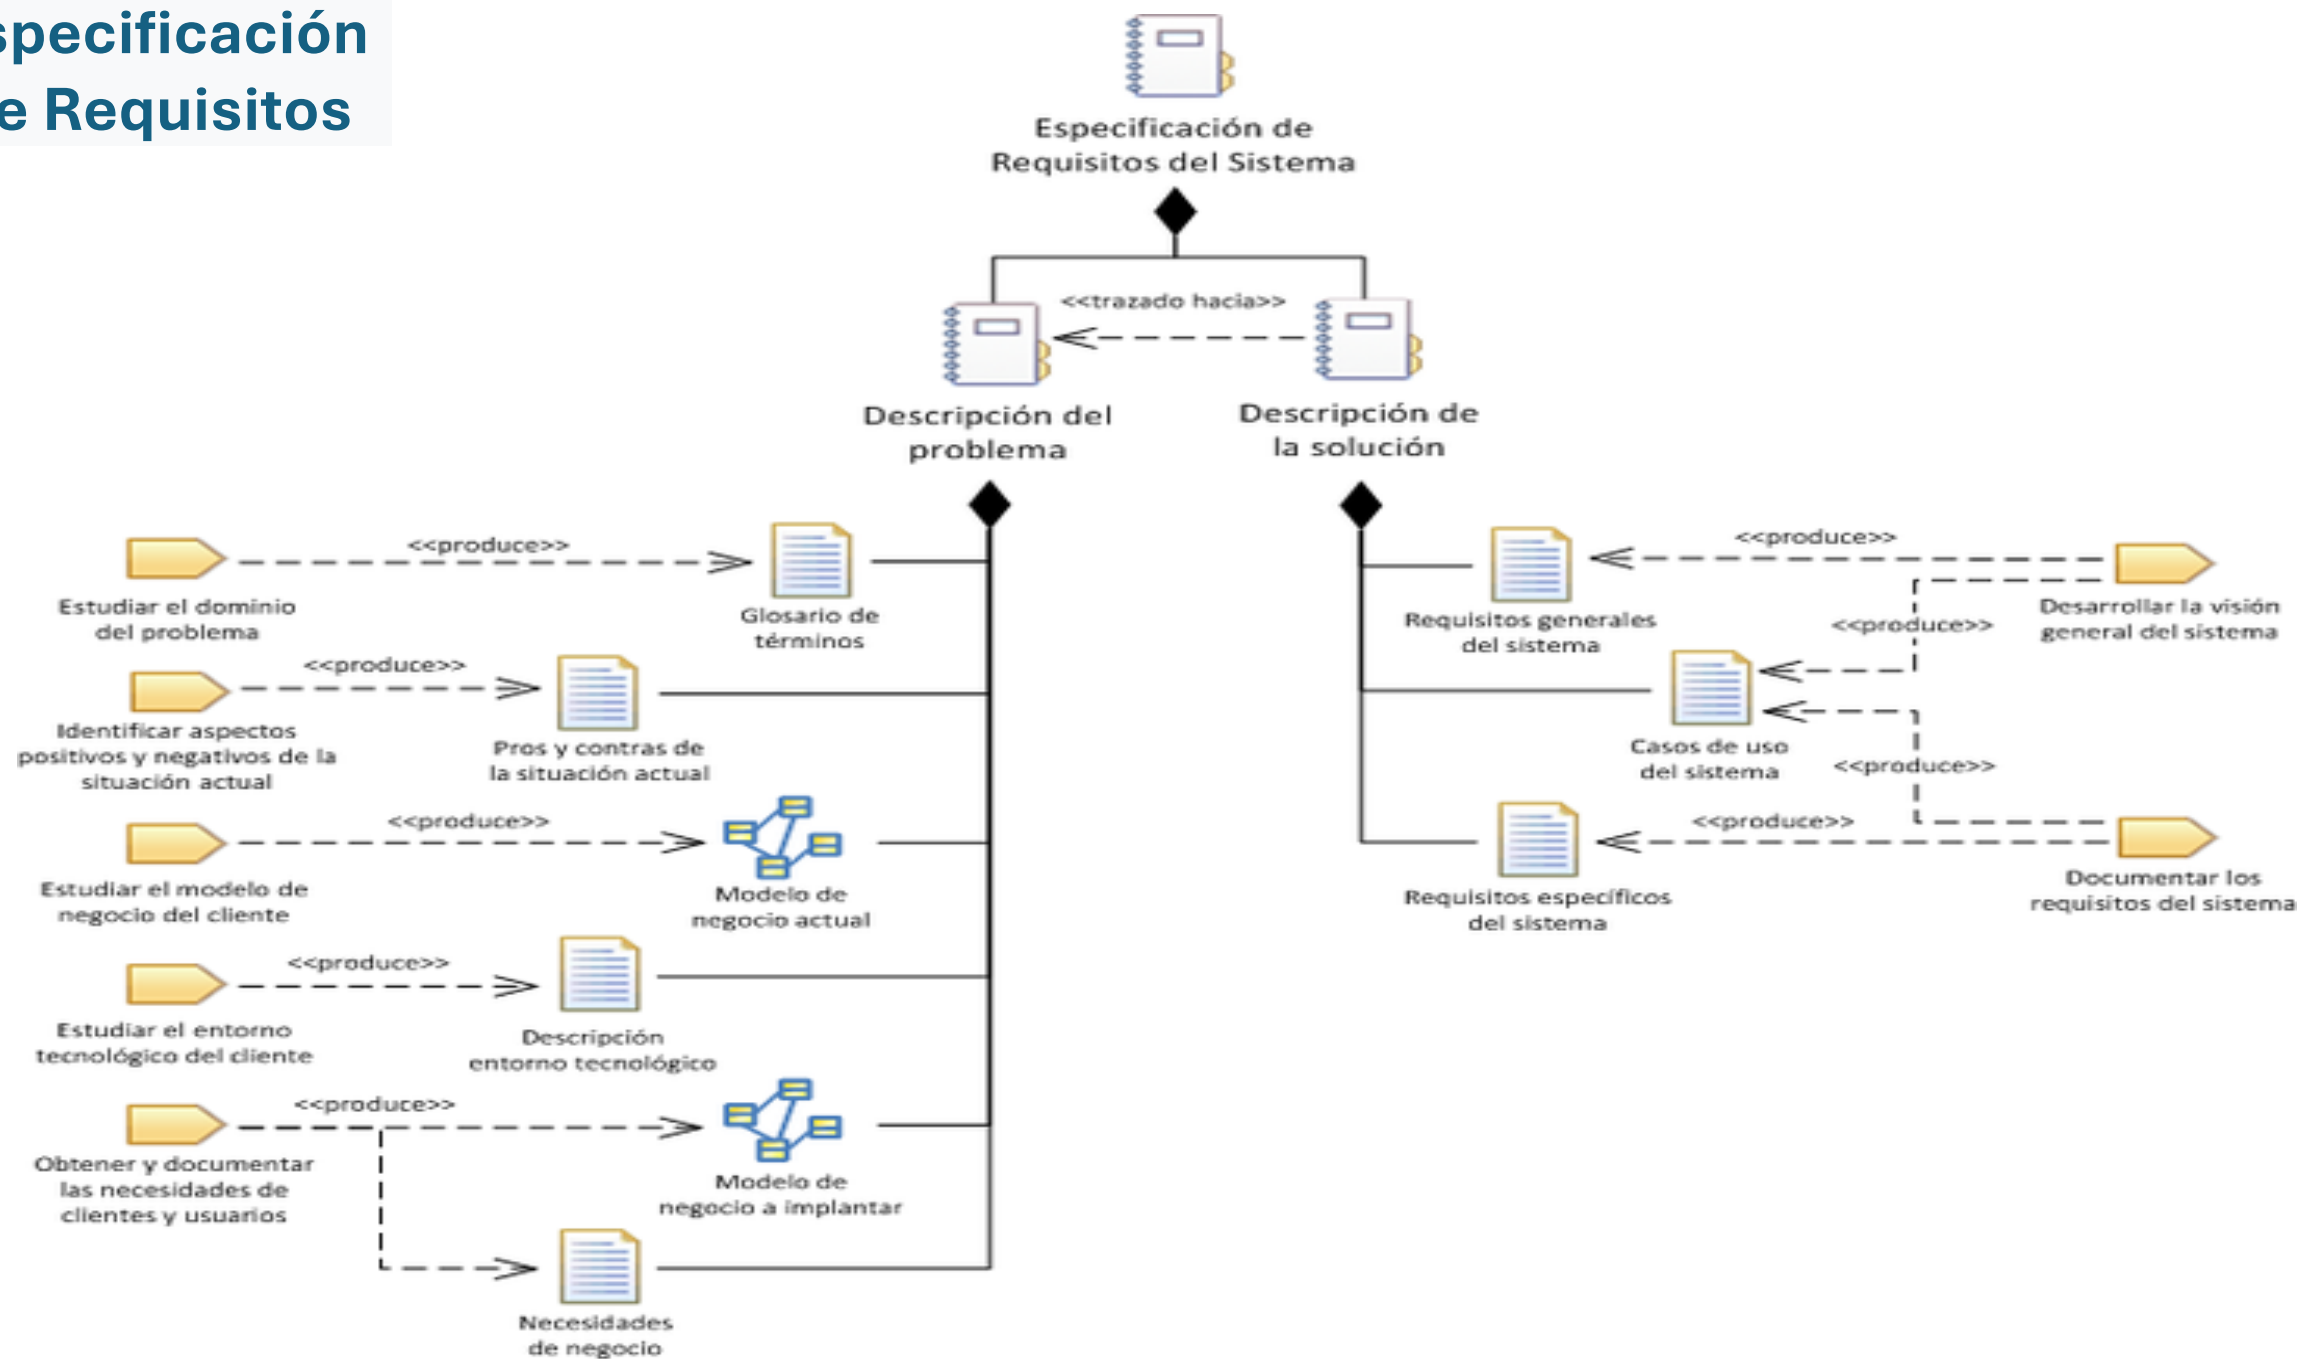 specificación
e Requisitos
Especificación de
Requisitos del Sistema
<<trazado hacia>>
Descripción del
problema
Descripción de
la solución
<<produce>>
Estudiar el dominio
del problema
Glosario de
términos
<<produce>>
Identificar aspectos
positivos y negativos de la
situación actual
Pros y contras de
la situación actual
<<produce>>
Estudiar el modelo de
negocio del cliente
Modelo de
negocio actual
<<produce>>
Estudiar el entorno
tecnológico del cliente
Descripción
entorno tecnológico
<<produce>>
Obtener y documentar
las necesidades de
clientes y usuarios
Modelo de
negocio a implantar
Necesidades
de negocio
<<produce>>
Requisitos generales
del sistema
Desarrollar la visión
general del sistema
<<produce>>
Casos de uso
del sistema
<<produce>>
<<produce>>
Requisitos específicos
del sistema
Documentar los
requisitos del sistema